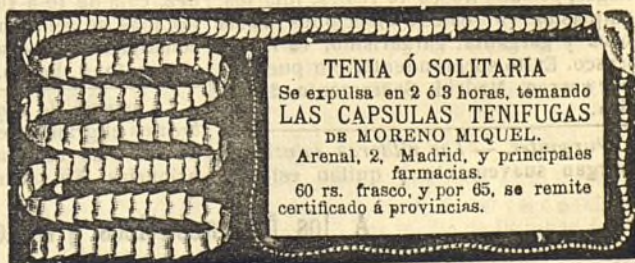 TENIA Ó SOLITARIA
Se expulsa en 2 ó 3 horas, temando
LAS CAPSULAS TENIFUGAS
DE MORENO MIQUEL.
Arenal, 2, Madrid, y principales
farmacias.
60 rs. frasco, y por 65, se remite
certificado á provincias.